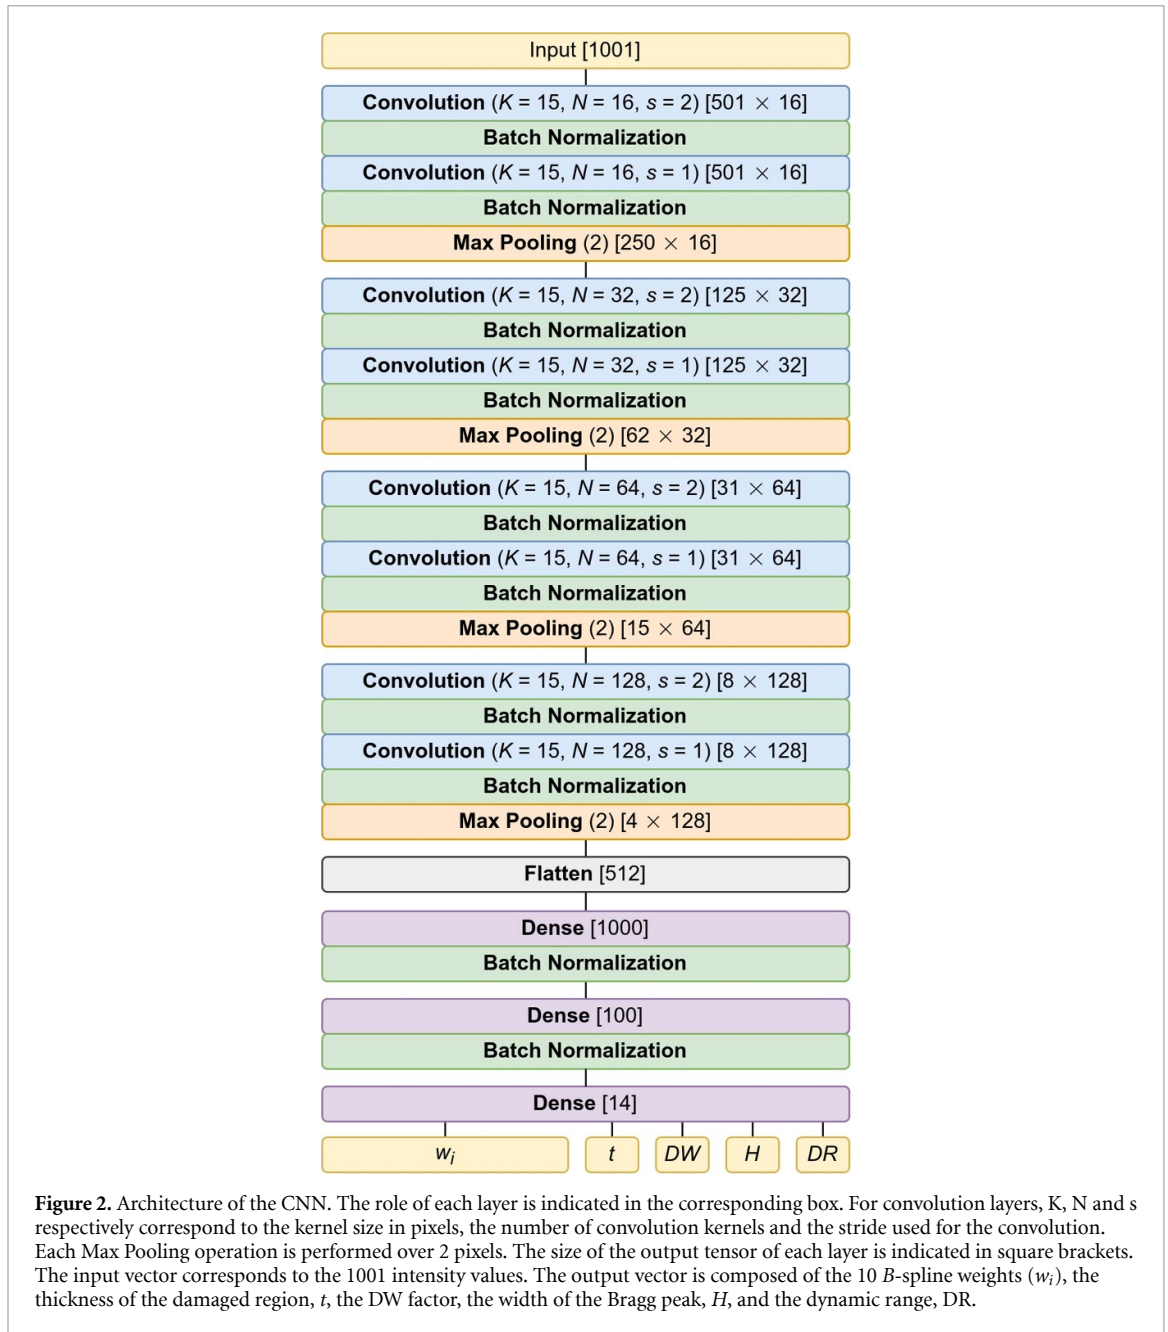 Input [1001]
Convolution (K = 15, N = 16, s = 2) [501 × 16]
Batch Normalization
Convolution (K = 15, N = 16, s = 1) [501 × 16]
Batch Normalization
Max Pooling (2) [250 × 16]
Convolution (K = 15, N = 32, s = 2) [125 × 32]
Batch Normalization
Convolution (K = 15, N = 32, s = 1) [125 × 32]
Batch Normalization
Max Pooling (2) [62 × 32]
Convolution (K = 15, N = 64, s = 2) [31 × 64]
Batch Normalization
Convolution (K = 15, N = 64, s = 1) [31 × 64]
Batch Normalization
Max Pooling (2) [15 × 64]
Convolution (K = 15, N = 128, s = 2) [8 × 128]
Batch Normalization
Convolution (K = 15, N = 128, s = 1) [8 × 128]
Batch Normalization
Max Pooling (2) [4 × 128]
Flatten [512]
Dense [1000]
Batch Normalization
Dense [100]
Batch Normalization
Dense [14]
wi t DW H DR
Figure 2. Architecture of the CNN. The role of each layer is indicated in the corresponding box. For convolution layers, K, N and s
respectively correspond to the kernel size in pixels, the number of convolution kernels and the stride used for the convolution.
Each Max Pooling operation is performed over 2 pixels. The size of the output tensor of each layer is indicated in square brackets.
The input vector corresponds to the 1001 intensity values. The output vector is composed of the 10 B-spline weights (wi), the
thickness of the damaged region, t, the DW factor, the width of the Bragg peak, H, and the dynamic range, DR.